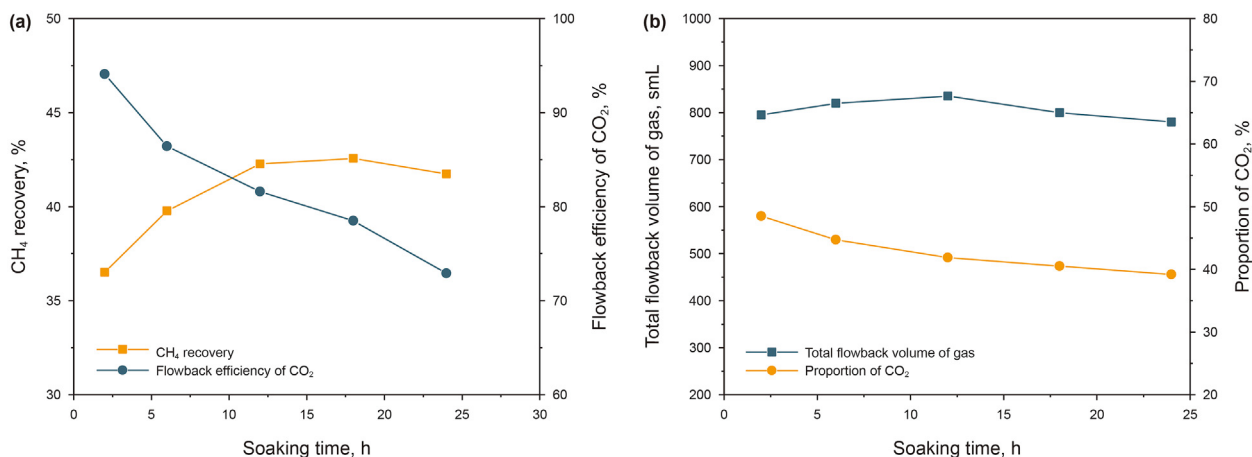 (a)
50
45
40
35
30
CH₄ recovery, %
100
90
80
70
60
Flowback efficiency of CO₂, %
CH₄ recovery
Flowback efficiency of CO₂
0 5 10 15 20 25 30
Soaking time, h
(b)
1000
900
800
700
600
500
400
300
200
Total flowback volume of gas, smL
80
70
60
50
40
30
20
Proportion of CO₂, %
Total flowback volume of gas
Proportion of CO₂
0 5 10 15 20 25
Soaking time, h